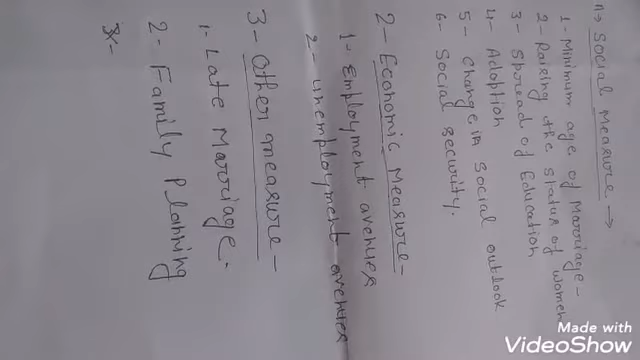 1) Social Measure →
1- Minimum age of Marriage-
2- Raising the status of women
3- Spread of Education
4- Adoption
5- Change in social outlook
6- Social security.
2- Economic Measure-
1- Employment avenues
2- unemployment avenues
3- Other measure-
1- Late Marriage.
2- Family Planning
3-
Made with
VideoShow